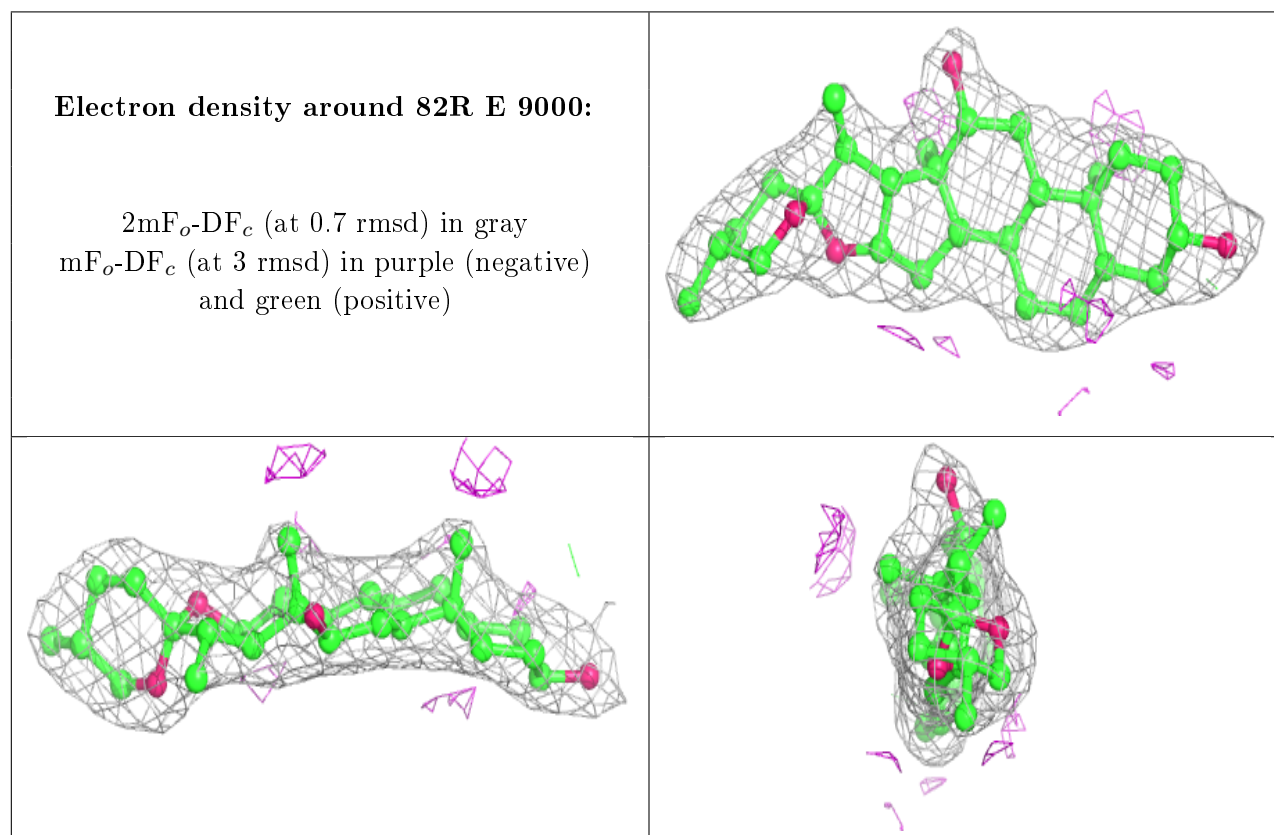 Electron density around 82R E 9000:
2mFo-DFc (at 0.7 rmsd) in gray
mFo-DFc (at 3 rmsd) in purple (negative)
and green (positive)